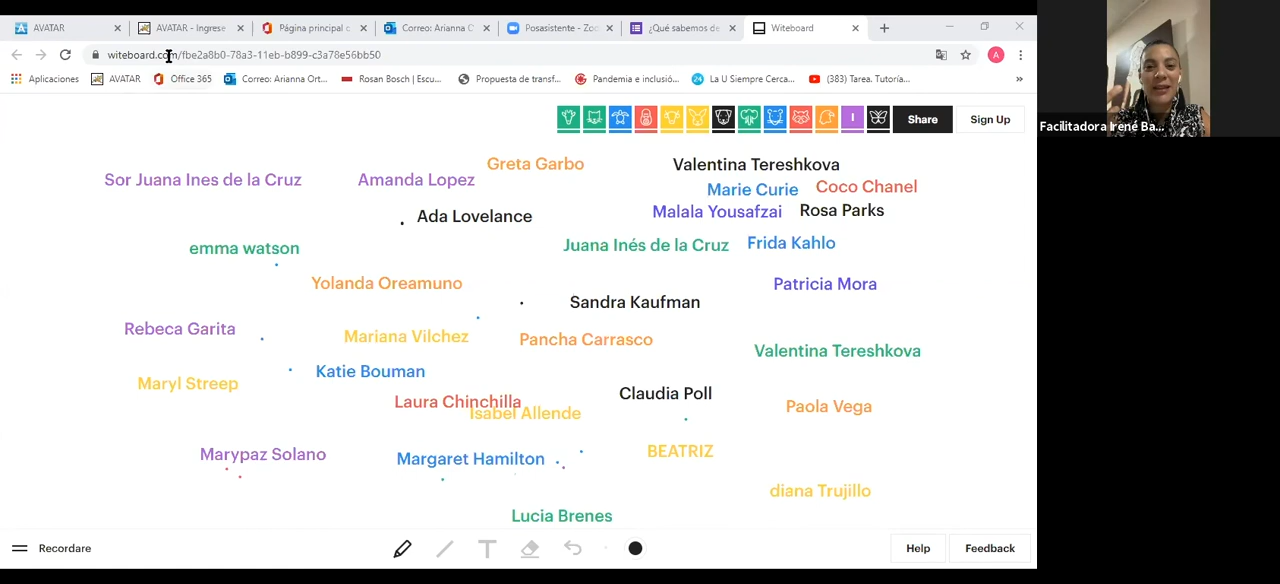 AVATAR
AVATAR - Ingrese
Página principal c
Correo: Arianna C
Posasistente - Zo
¿Qué sabemos de
Witeboard
witeboard.com/fbe2a8b0-78a3-11eb-b899-c3a78e56bb50
A
Aplicaciones
AVATAR
Office 365
Correo: Arianna Ort...
Rosan Bosch | Escu...
Propuesta de transf...
Pandemia e inclusió...
24
La U Siempre Cerca...
(383) Tarea. Tutoría...
»
I
Share
Sign Up
Facilitadora Irené Ba...
Greta Garbo
Valentina Tereshkova
Sor Juana Ines de la Cruz
Amanda Lopez
Marie Curie
Coco Chanel
Malala Yousafzai
Rosa Parks
Ada Lovelance
Juana Inés de la Cruz
Frida Kahlo
emma watson
Yolanda Oreamuno
Patricia Mora
Sandra Kaufman
Rebeca Garita
Mariana Vilchez
Pancha Carrasco
Valentina Tereshkova
Katie Bouman
Maryl Streep
Claudia Poll
Laura Chinchilla
Isabel Allende
Paola Vega
Marypaz Solano
Margaret Hamilton
BEATRIZ
diana Trujillo
Lucia Brenes
Recordare
T
Help
Feedback